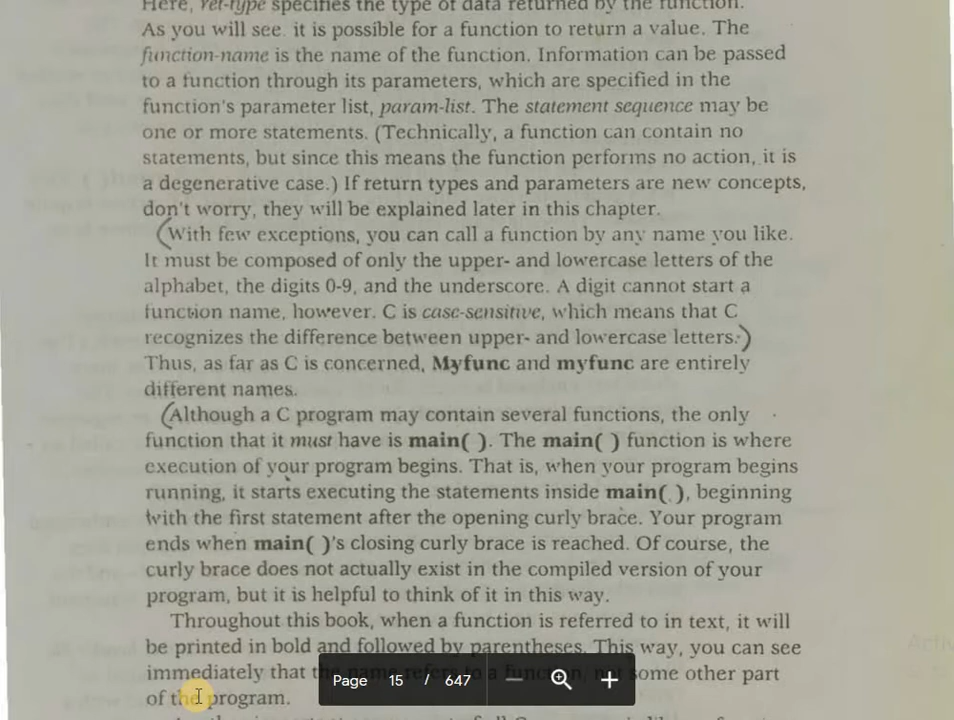 Here, ret-type specifies the type of data returned by the function.
As you will see, it is possible for a function to return a value. The
function-name is the name of the function. Information can be passed
to a function through its parameters, which are specified in the
function's parameter list, param-list. The statement sequence may be
one or more statements. (Technically, a function can contain no
statements, but since this means the function performs no action, it is
a degenerative case.) If return types and parameters are new concepts,
don't worry, they will be explained later in this chapter.
(With few exceptions, you can call a function by any name you like.
It must be composed of only the upper- and lowercase letters of the
alphabet, the digits 0-9, and the underscore. A digit cannot start a
function name, however. C is case-sensitive, which means that C
recognizes the difference between upper- and lowercase letters.)
Thus, as far as C is concerned, Myfunc and myfunc are entirely
different names.
(Although a C program may contain several functions, the only
function that it must have is main( ). The main( ) function is where
execution of your program begins. That is, when your program begins
running, it starts executing the statements inside main( ), beginning
with the first statement after the opening curly brace. Your program
ends when main( )'s closing curly brace is reached. Of course, the
curly brace does not actually exist in the compiled version of your
program, but it is helpful to think of it in this way.
Throughout this book, when a function is referred to in text, it will
be printed in bold and followed by parentheses. This way, you can see
immediately that the name refers to a function, not some other part
of the program.
Page 15 / 647